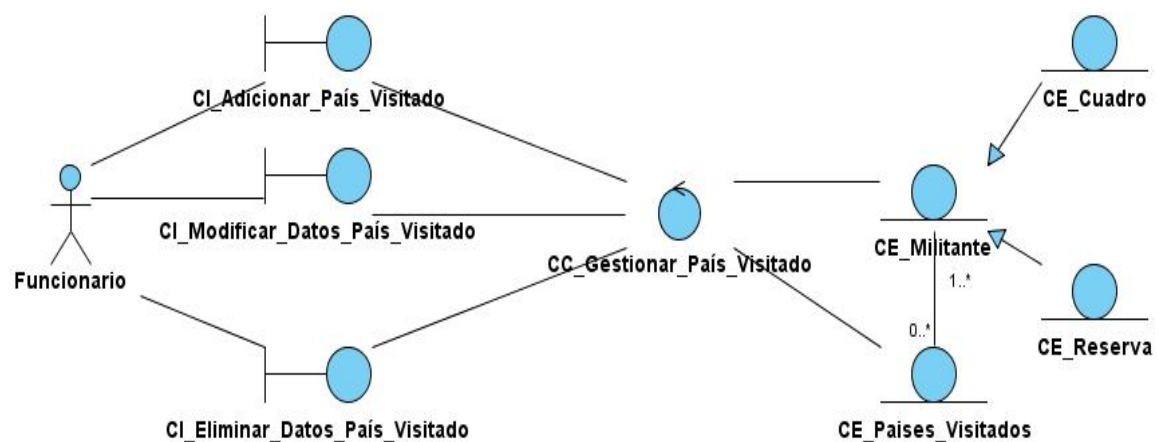 CI_Adicionar_País_Visitado
CE_Cuadro
CI_Modificar_Datos_País_Visitado
Funcionario
CC_Gestionar_País_Visitado
CE_Militante
1..*
0..*
CE_Reserva
CI_Eliminar_Datos_País_Visitado
CE_Paises_Visitados